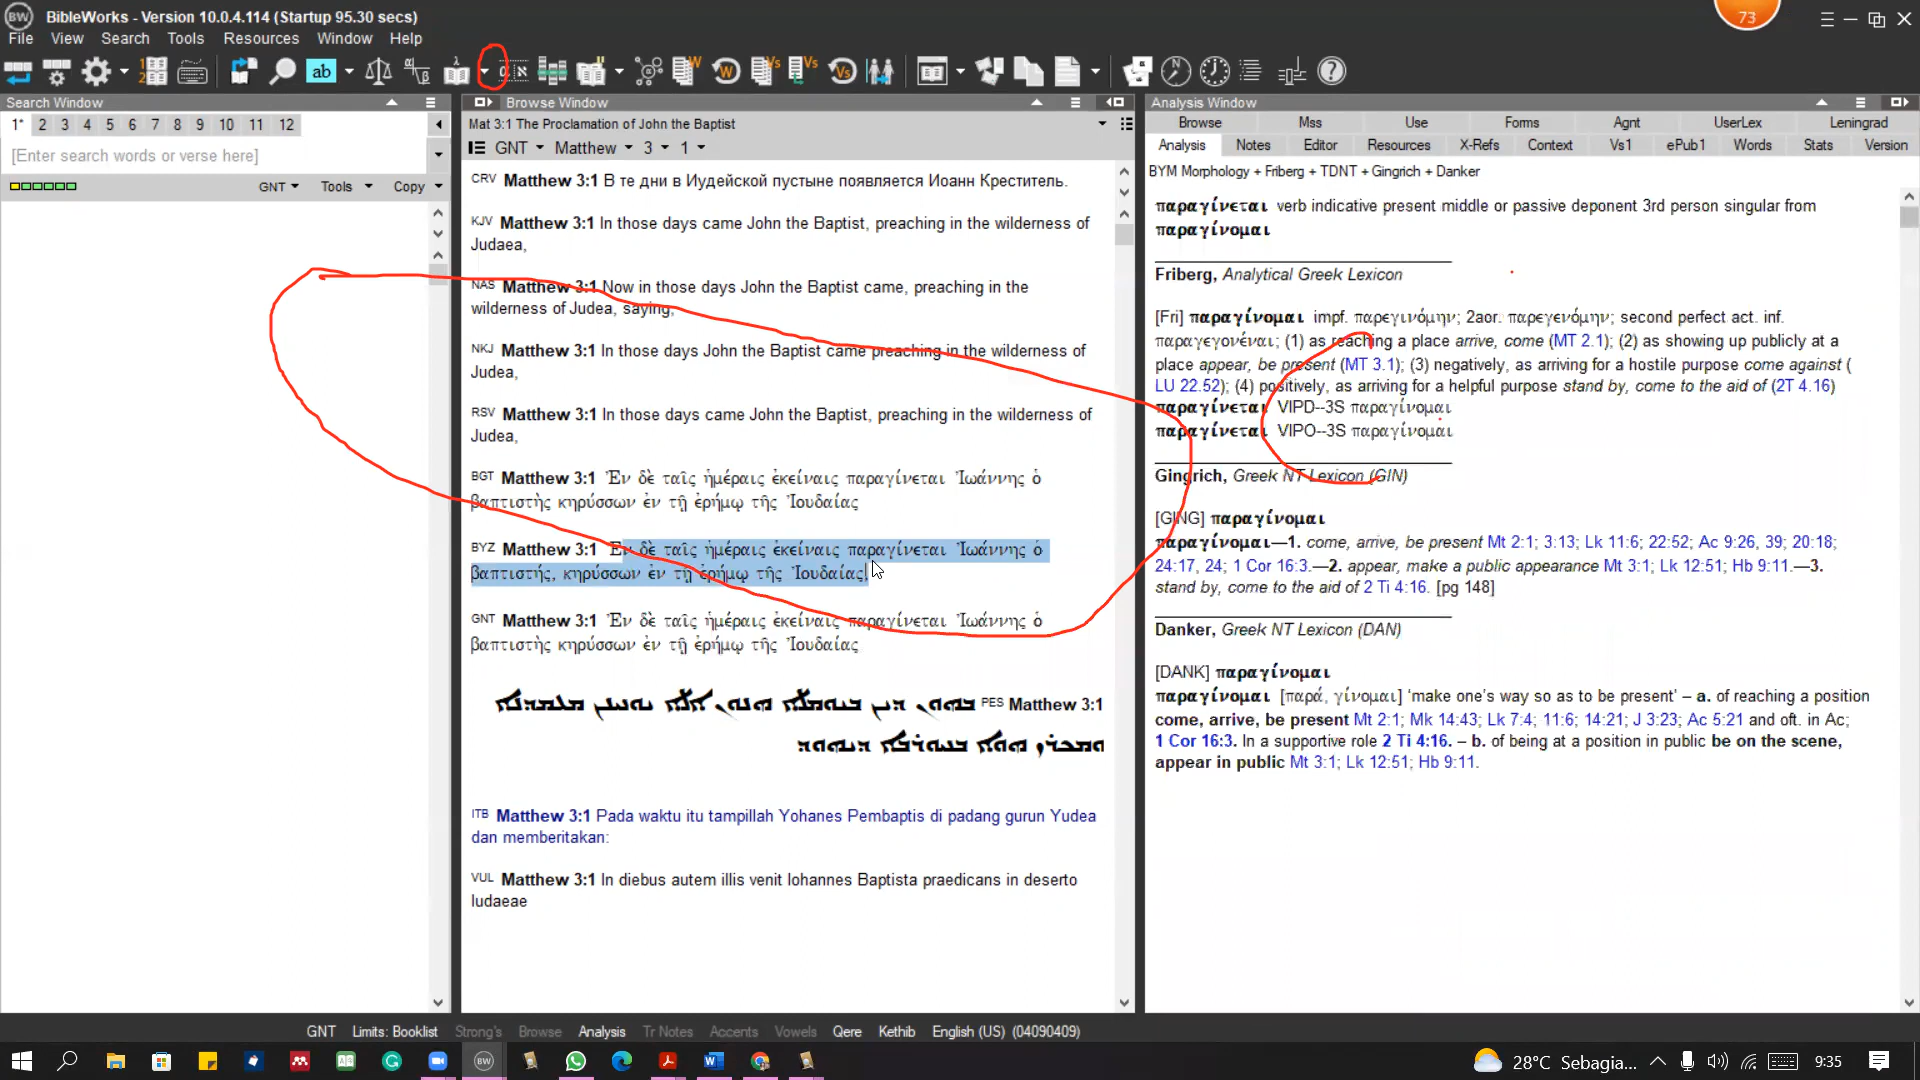 BibleWorks - Version 10.0.4.114 (Startup 95.30 secs)
73
File View Search Tools Resources Window Help
Search Window
1* 2 3 4 5 6 7 8 9 10 11 12
[Enter search words or verse here]
GNT Tools Copy
Browse Window
Mat 3:1 The Proclamation of John the Baptist
GNT Matthew 3 1
CRV Matthew 3:1 В те дни в Иудейской пустыне появляется Иоанн Креститель.
KJV Matthew 3:1 In those days came John the Baptist, preaching in the wilderness of
Judaea,
NAS Matthew 3:1 Now in those days John the Baptist came, preaching in the
wilderness of Judea, saying,
NKJ Matthew 3:1 In those days John the Baptist came preaching in the wilderness of
Judea,
RSV Matthew 3:1 In those days came John the Baptist, preaching in the wilderness of
Judea,
BGT Matthew 3:1 Ἐν δὲ ταῖς ἡμέραις ἐκείναις παραγίνεται Ἰωάννης ὁ
βαπτιστὴς κηρύσσων ἐν τῇ ἐρήμῳ τῆς Ἰουδαίας
BYZ Matthew 3:1 Ἐν δὲ ταῖς ἡμέραις ἐκείναις παραγίνεται Ἰωάννης ὁ
βαπτιστής, κηρύσσων ἐν τῇ ἐρήμῳ τῆς Ἰουδαίας,
GNT Matthew 3:1 Ἐν δὲ ταῖς ἡμέραις ἐκείναις παραγίνεται Ἰωάννης ὁ
βαπτιστὴς κηρύσσων ἐν τῇ ἐρήμῳ τῆς Ἰουδαίας
PES Matthew 3:1
ITB Matthew 3:1 Pada waktu itu tampillah Yohanes Pembaptis di padang gurun Yudea
dan memberitakan:
VUL Matthew 3:1 In diebus autem illis venit Iohannes Baptista praedicans in deserto
Iudaeae
Analysis Window
Browse Mss Use Forms Agnt UserLex Leningrad
Analysis Notes Editor Resources X-Refs Context Vs1 ePub1 Words Stats Version
BYM Morphology + Friberg + TDNT + Gingrich + Danker
παραγίνεται verb indicative present middle or passive deponent 3rd person singular from
παραγίνομαι
Friberg, Analytical Greek Lexicon
[Fri] παραγίνομαι impf. παρεγινόμην; 2aor. παρεγενόμην; second perfect act. inf.
παραγεγονέναι; (1) as reaching a place arrive, come (MT 2.1); (2) as showing up publicly at a
place appear, be present (MT 3.1); (3) negatively, as arriving for a hostile purpose come against (
LU 22.52); (4) positively, as arriving for a helpful purpose stand by, come to the aid of (2T 4.16)
παραγίνεται VIPD--3S παραγίνομαι
παραγίνεται VIPO--3S παραγίνομαι
Gingrich, Greek NT Lexicon (GIN)
[GING] παραγίνομαι
παραγίνομαι—1. come, arrive, be present Mt 2:1; 3:13; Lk 11:6; 22:52; Ac 9:26, 39; 20:18;
24:17, 24; 1 Cor 16:3.—2. appear, make a public appearance Mt 3:1; Lk 12:51; Hb 9:11.—3.
stand by, come to the aid of 2 Ti 4:16. [pg 148]
Danker, Greek NT Lexicon (DAN)
[DANK] παραγίνομαι
παραγίνομαι [παρά, γίνομαι] ‘make one’s way so as to be present’ – a. of reaching a position
come, arrive, be present Mt 2:1; Mk 14:43; Lk 7:4; 11:6; 14:21; J 3:23; Ac 5:21 and oft. in Ac;
1 Cor 16:3. In a supportive role 2 Ti 4:16. – b. of being at a position in public be on the scene,
appear in public Mt 3:1; Lk 12:51; Hb 9:11.
GNT Limits: Booklist Strong's Browse Analysis Tr Notes Accents Vowels Qere Kethib English (US) (04090409)
28°C Sebagia... 9:35